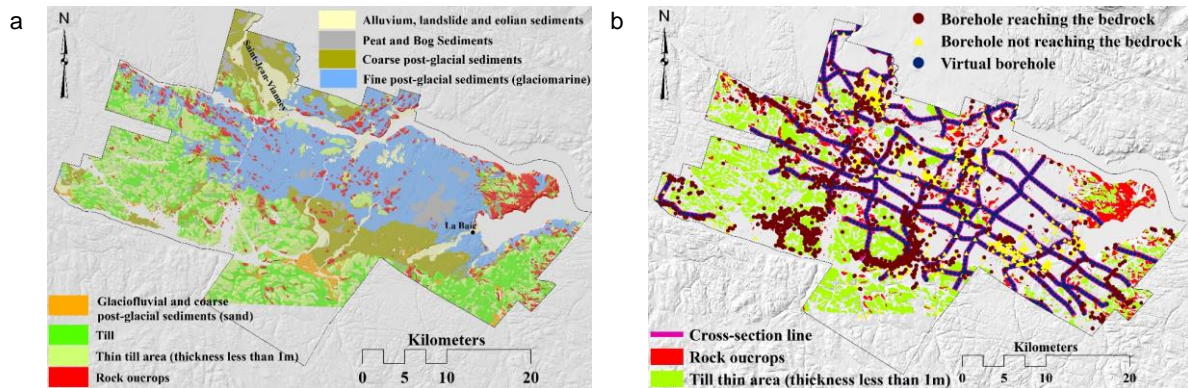 a
N
Alluvium, landslide and eolian sediments
Peat and Bog Sediments
Coarse post-glacial sediments
Fine post-glacial sediments (glaciomarine)
Saint-Jean-Vianney
La Baie
Glaciofluvial and coarse
post-glacial sediments (sand)
Till
Thin till area (thickness less than 1m)
Rock oucrops
Kilometers
0 5 10 20
b
N
Borehole reaching the bedrock
Borehole not reaching the bedrock
Virtual borehole
Cross-section line
Rock oucrops
Till thin area (thickness less than 1m)
Kilometers
0 5 10 20